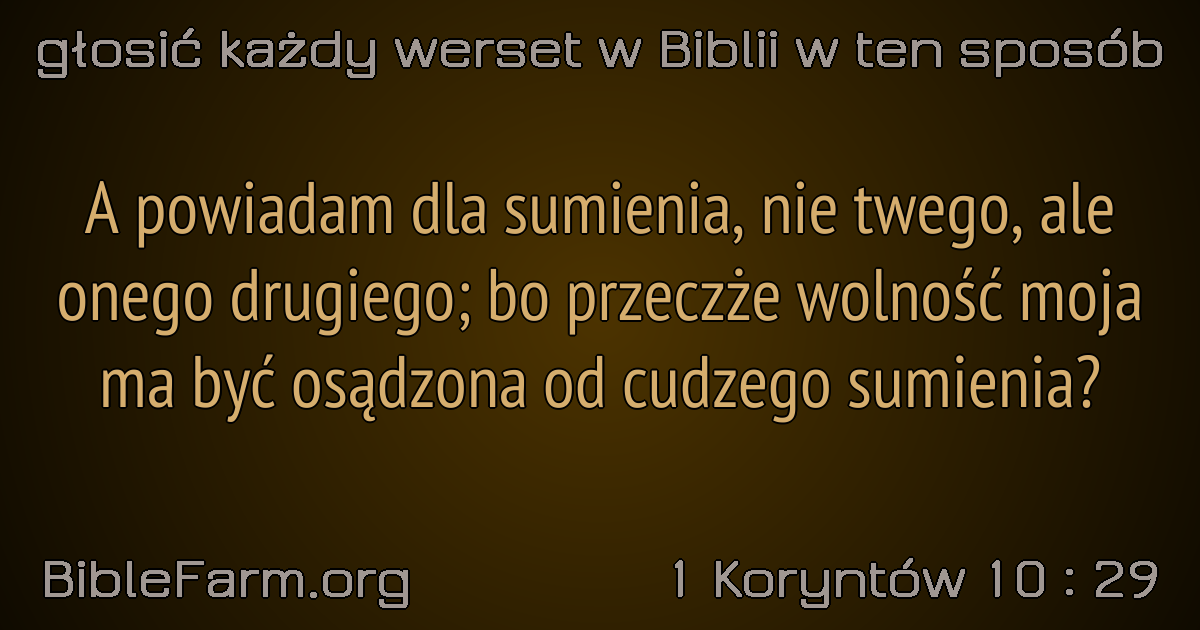 głosić każdy werset w Biblii w ten sposób
A powiadam dla sumienia, nie twego, ale
onego drugiego; bo przeczże wolność moja
ma być osądzona od cudzego sumienia?
BibleFarm.org
1 Koryntów 10 : 29